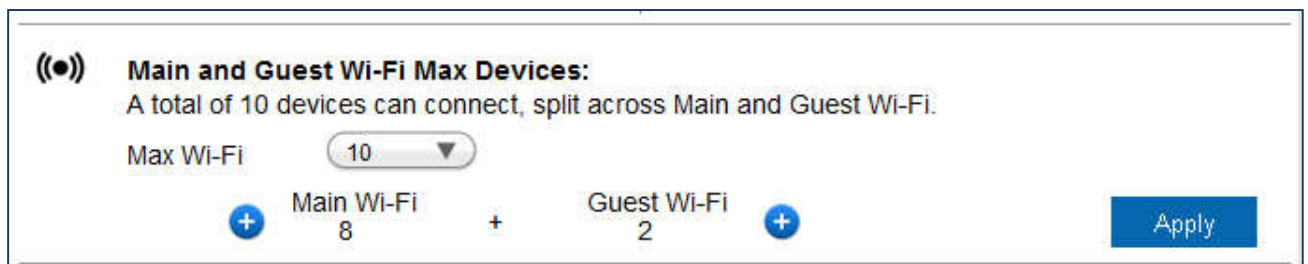 Main and Guest Wi-Fi Max Devices:
A total of 10 devices can connect, split across Main and Guest Wi-Fi.
Max Wi-Fi 10
Main Wi-Fi Guest Wi-Fi
8 + 2
Apply